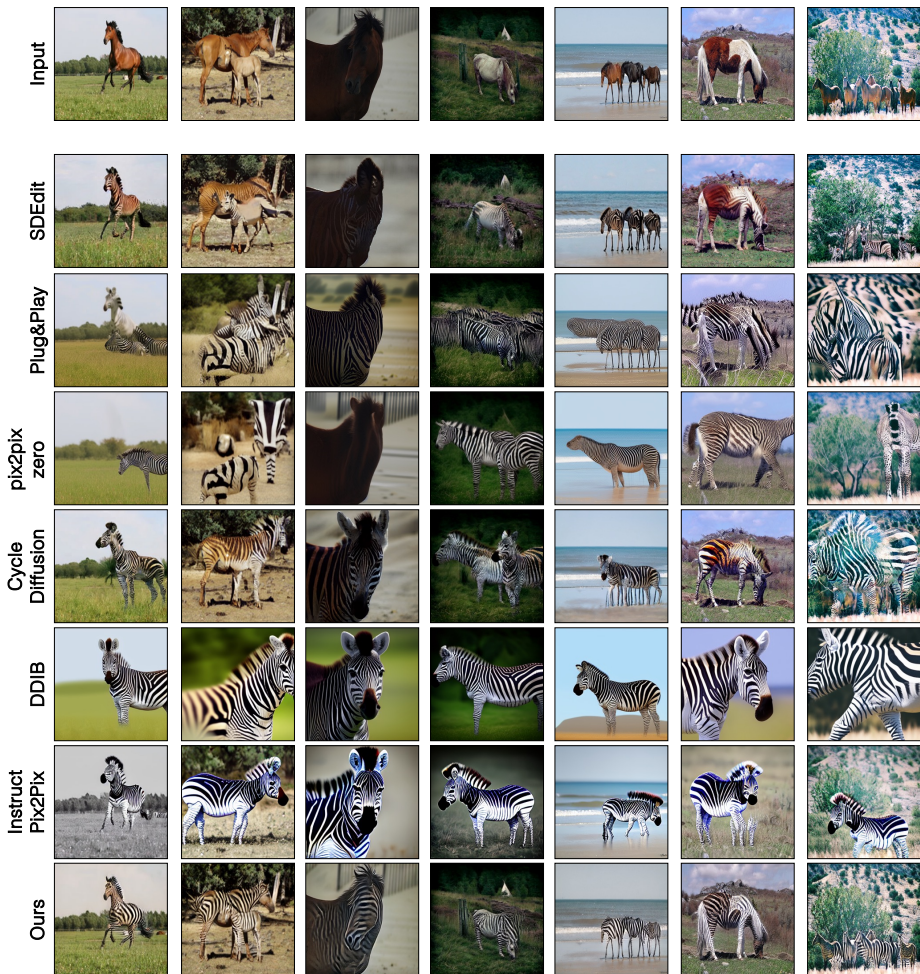 Input
SDEdit
Plug&Play
pix2pix
zero
Cycle
Diffusion
DDIB
Instruct
Pix2Pix
Ours